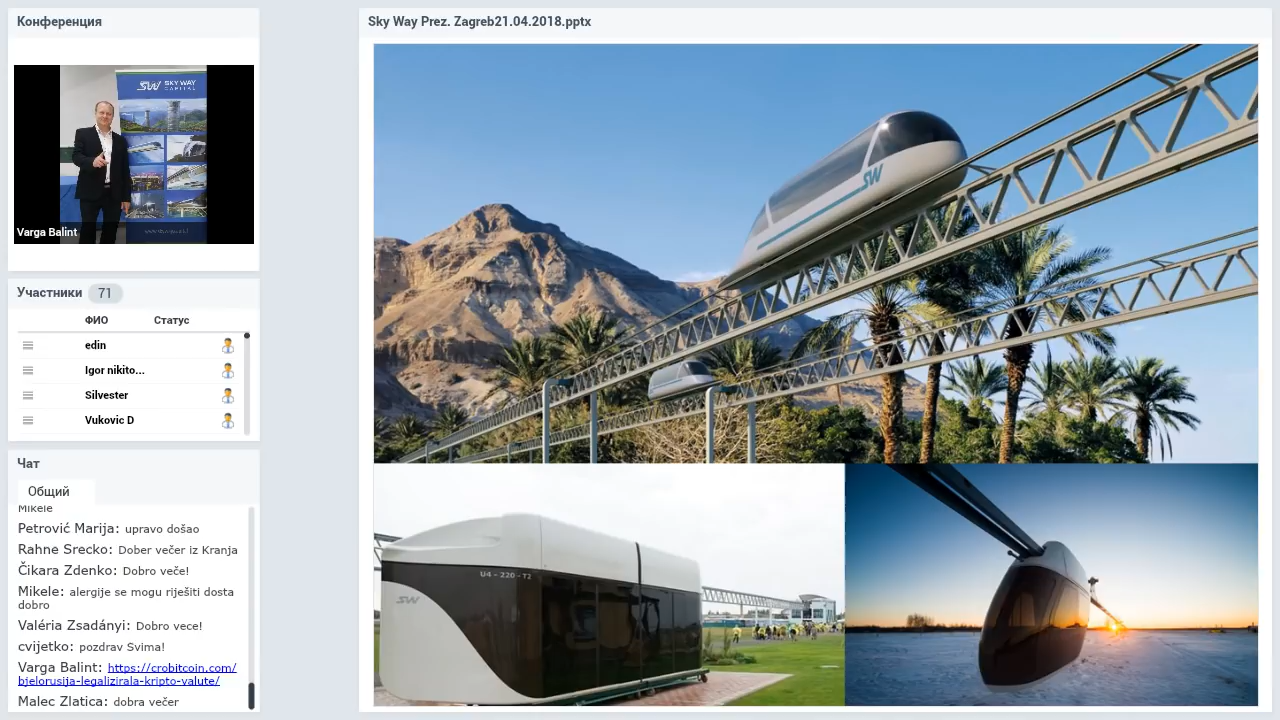 Конференция
SKY WAY
CAPITAL
Varga Balint
Участники 71
ФИО Статус
edin
Igor nikito...
Silvester
Vukovic D
Чат
Общий
Mikele
Petrović Marija: upravo došao
Rahne Srecko: Dober večer iz Kranja
Čikara Zdenko: Dobro veče!
Mikele: alergije se mogu riješiti dosta
dobro
Valéria Zsadányi: Dobro vece!
cvijetko: pozdrav Svima!
Varga Balint: https://crobitcoin.com/
bjelorusija-legalizirala-kripto-valute/
Malec Zlatica: dobra večer
Sky Way Prez. Zagreb21.04.2018.pptx
SW
U4 – 220 – T2
SW